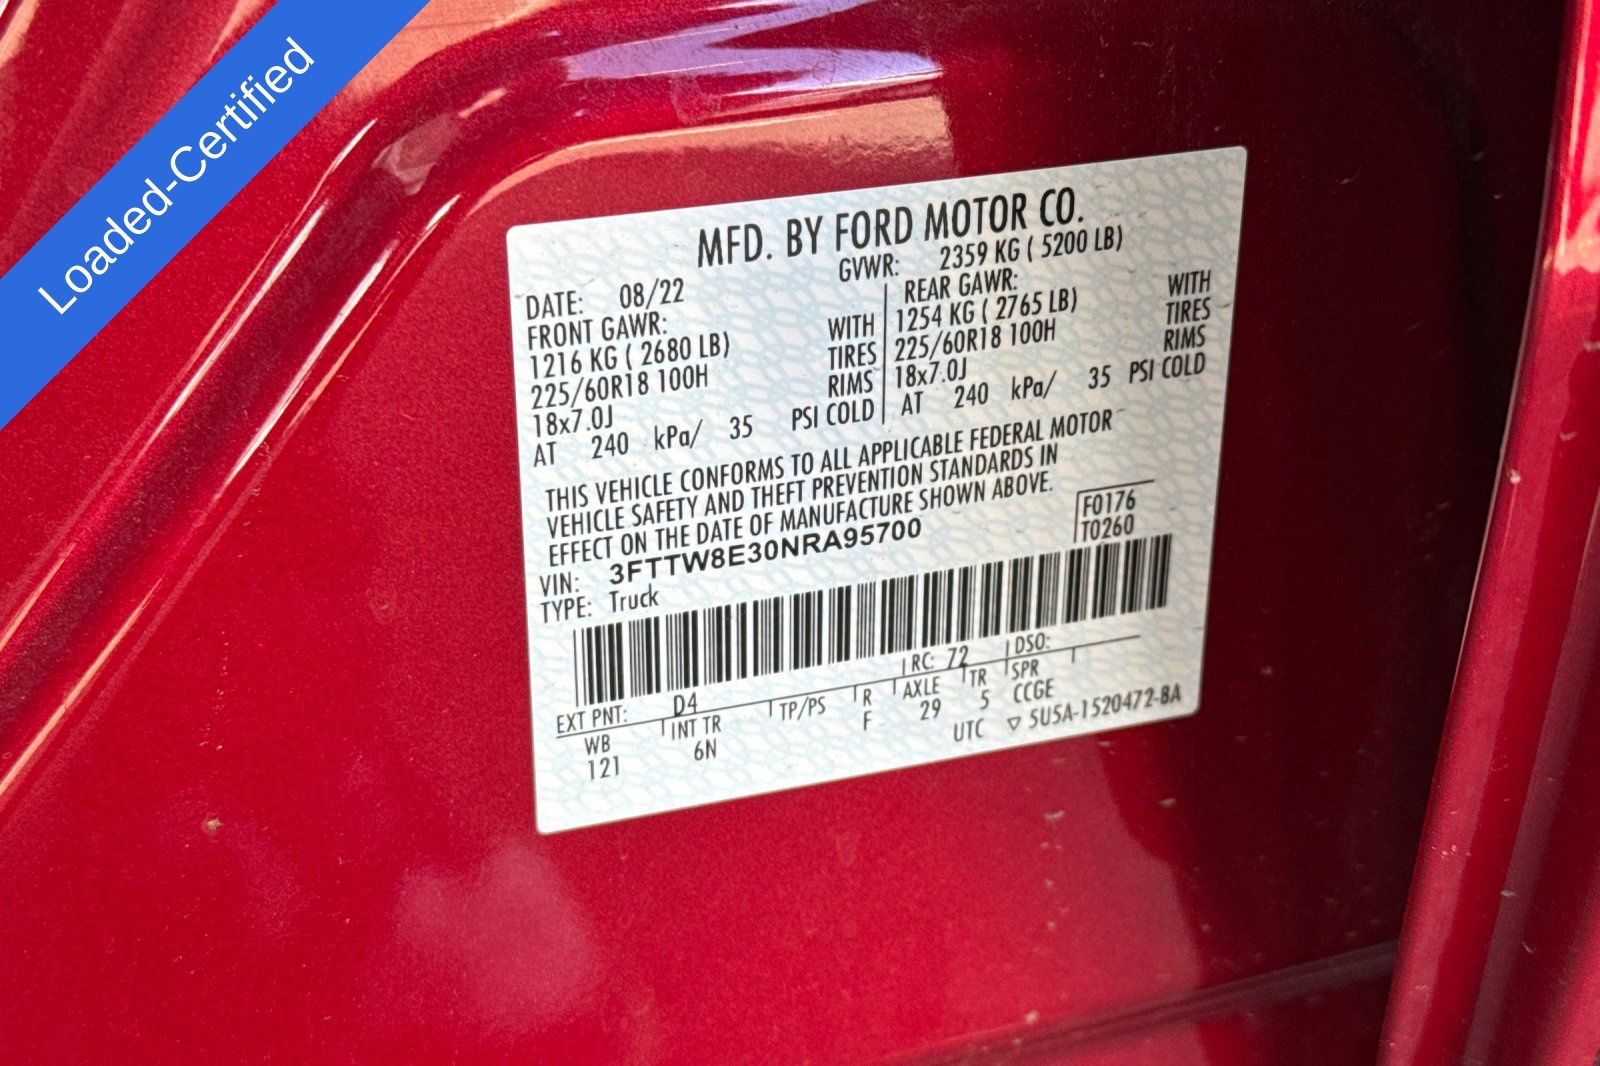 Loaded-Certified
MFD. BY FORD MOTOR CO.
DATE: 08/22 GVWR: 2359 KG ( 5200 LB)
FRONT GAWR: REAR GAWR:
1216 KG ( 2680 LB) WITH 1254 KG ( 2765 LB) WITH
225/60R18 100H TIRES 225/60R18 100H TIRES
18x7.0J RIMS 18x7.0J RIMS
AT 240 kPa/ 35 PSI COLD AT 240 kPa/ 35 PSI COLD
THIS VEHICLE CONFORMS TO ALL APPLICABLE FEDERAL MOTOR
VEHICLE SAFETY AND THEFT PREVENTION STANDARDS IN
EFFECT ON THE DATE OF MANUFACTURE SHOWN ABOVE.
VIN: 3FTTW8E30NRA95700 F0176
TYPE: Truck T0260
EXT PNT: D4 RC: 72 DSO:
WB INT TR TP/PS R AXLE TR SPR
121 6N F 29 5 CCGE
UTC ▽ 5U5A-1520472-BA